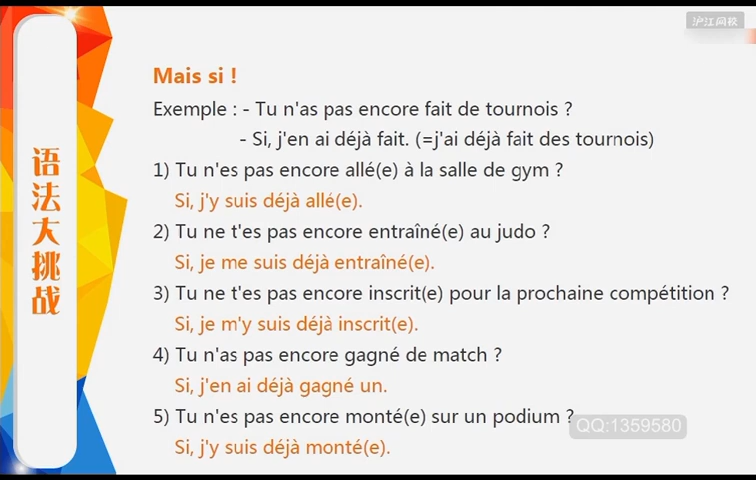 沪江网校
语法大挑战
Mais si !
Exemple : - Tu n'as pas encore fait de tournois ?
- Si, j'en ai déjà fait. (=j'ai déjà fait des tournois)
1) Tu n'es pas encore allé(e) à la salle de gym ?
Si, j'y suis déjà allé(e).
2) Tu ne t'es pas encore entraîné(e) au judo ?
Si, je me suis déjà entraîné(e).
3) Tu ne t'es pas encore inscrit(e) pour la prochaine compétition ?
Si, je m'y suis déjà inscrit(e).
4) Tu n'as pas encore gagné de match ?
Si, j'en ai déjà gagné un.
5) Tu n'es pas encore monté(e) sur un podium ?
QQ:1359580
Si, j'y suis déjà monté(e).